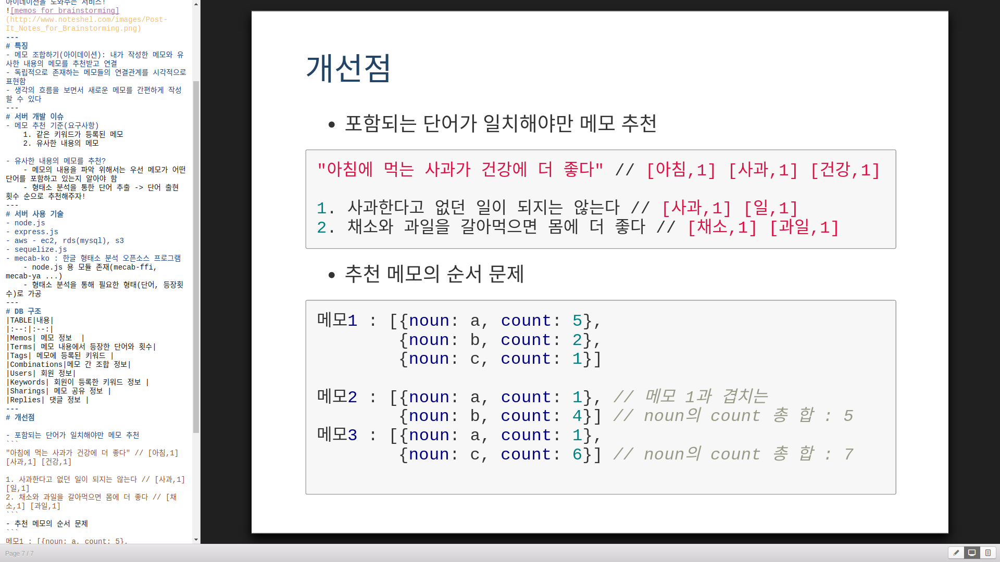 아이데이션을 도와주는 서비스!
![memos for brainstorming]
(http://www.noteshel.com/images/Post-
It_Notes_for_Brainstorming.png)
---
# 특징
- 메모 조합하기(아이데이션): 내가 작성한 메모와 유
사한 내용의 메모를 추천받고 연결
- 독립적으로 존재하는 메모들의 연결관계를 시각적으로
표현함
- 생각의 흐름을 보면서 새로운 메모를 간편하게 작성
할 수 있다
---
# 서버 개발 이슈
- 메모 추천 기준(요구사항)
    1. 같은 키워드가 등록된 메모
    2. 유사한 내용의 메모

- 유사한 내용의 메모를 추천?
    - 메모의 내용을 파악 위해서는 우선 메모가 어떤
단어를 포함하고 있는지 알아야 함
    - 형태소 분석을 통한 단어 추출 -> 단어 출현
횟수 순으로 추천해주자!
---
# 서버 사용 기술
- node.js
- express.js
- aws - ec2, rds(mysql), s3
- sequelize.js
- mecab-ko : 한글 형태소 분석 오픈소스 프로그램
    - node.js 용 모듈 존재(mecab-ffi,
mecab-ya ...)
    - 형태소 분석을 통해 필요한 형태(단어, 등장횟
수)로 가공
---
# DB 구조
|TABLE|내용|
|:--:|:--:|
|Memos| 메모 정보  |
|Terms| 메모 내용에서 등장한 단어와 횟수|
|Tags| 메모에 등록된 키워드 |
|Combinations|메모 간 조합 정보|
|Users| 회원 정보|
|Keywords| 회원이 등록한 키워드 정보 |
|Sharings| 메모 공유 정보 |
|Replies| 댓글 정보 |
---
# 개선점

- 포함되는 단어가 일치해야만 메모 추천
```
"아침에 먹는 사과가 건강에 더 좋다" // [아침,1]
[사과,1] [건강,1]

1. 사과한다고 없던 일이 되지는 않는다 // [사과,1]
[일,1]
2. 채소와 과일을 갈아먹으면 몸에 더 좋다 // [채
소,1] [과일,1]
```
- 추천 메모의 순서 문제
```
메모1 : [{noun: a, count: 5},
Page 7 / 7
개선점
• 포함되는 단어가 일치해야만 메모 추천
"아침에 먹는 사과가 건강에 더 좋다" // [아침,1] [사과,1] [건강,1]

1. 사과한다고 없던 일이 되지는 않는다 // [사과,1] [일,1]
2. 채소와 과일을 갈아먹으면 몸에 더 좋다 // [채소,1] [과일,1]
• 추천 메모의 순서 문제
메모1 : [{noun: a, count: 5},
        {noun: b, count: 2},
        {noun: c, count: 1}]

메모2 : [{noun: a, count: 1}, // 메모 1과 겹치는
        {noun: b, count: 4}] // noun의 count 총 합 : 5
메모3 : [{noun: a, count: 1},
        {noun: c, count: 6}] // noun의 count 총 합 : 7